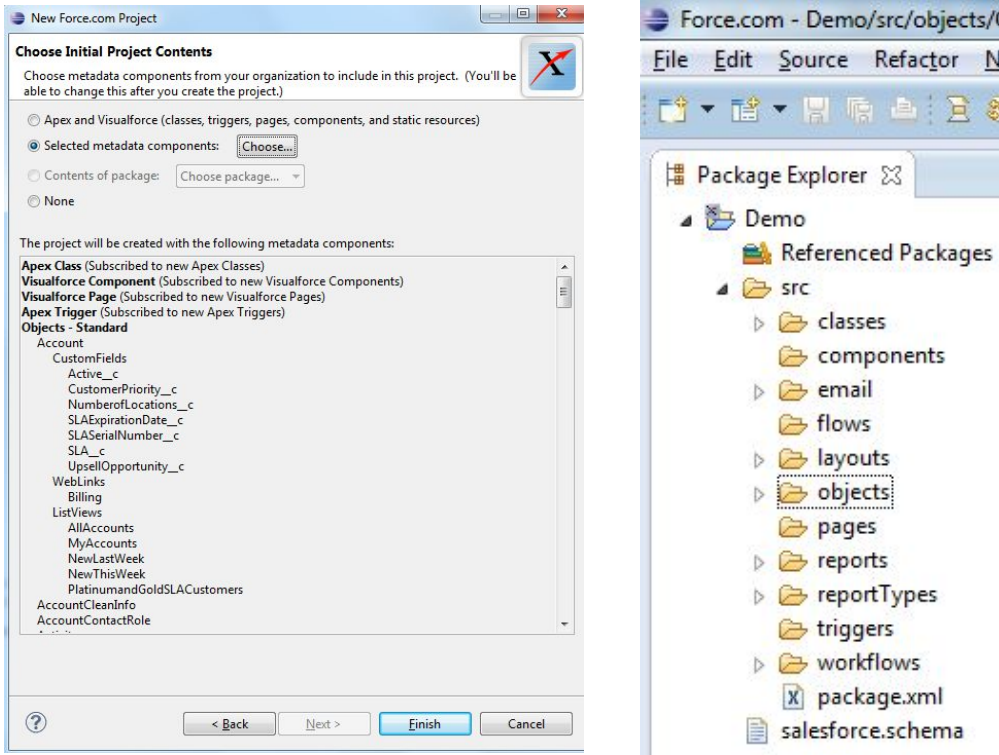 New Force.com Project
Choose Initial Project Contents
Choose metadata components from your organization to include in this project. (You'll be
able to change this after you create the project.)
Apex and Visualforce (classes, triggers, pages, components, and static resources)
Selected metadata components: Choose...
Contents of package: Choose package...
None
The project will be created with the following metadata components:
Apex Class (Subscribed to new Apex Classes)
Visualforce Component (Subscribed to new Visualforce Components)
Visualforce Page (Subscribed to new Visualforce Pages)
Apex Trigger (Subscribed to new Apex Triggers)
Objects - Standard
Account
CustomFields
Active__c
CustomerPriority__c
NumberofLocations__c
SLAExpirationDate__c
SLASerialNumber__c
SLA__c
UpsellOpportunity__c
WebLinks
Billing
ListViews
AllAccounts
MyAccounts
NewLastWeek
NewThisWeek
PlatinumandGoldSLACustomers
AccountCleanInfo
AccountContactRole
< Back Next > Finish Cancel
Force.com - Demo/src/objects/
File Edit Source Refactor N
Package Explorer
Demo
Referenced Packages
src
classes
components
email
flows
layouts
objects
pages
reports
reportTypes
triggers
workflows
package.xml
salesforce.schema